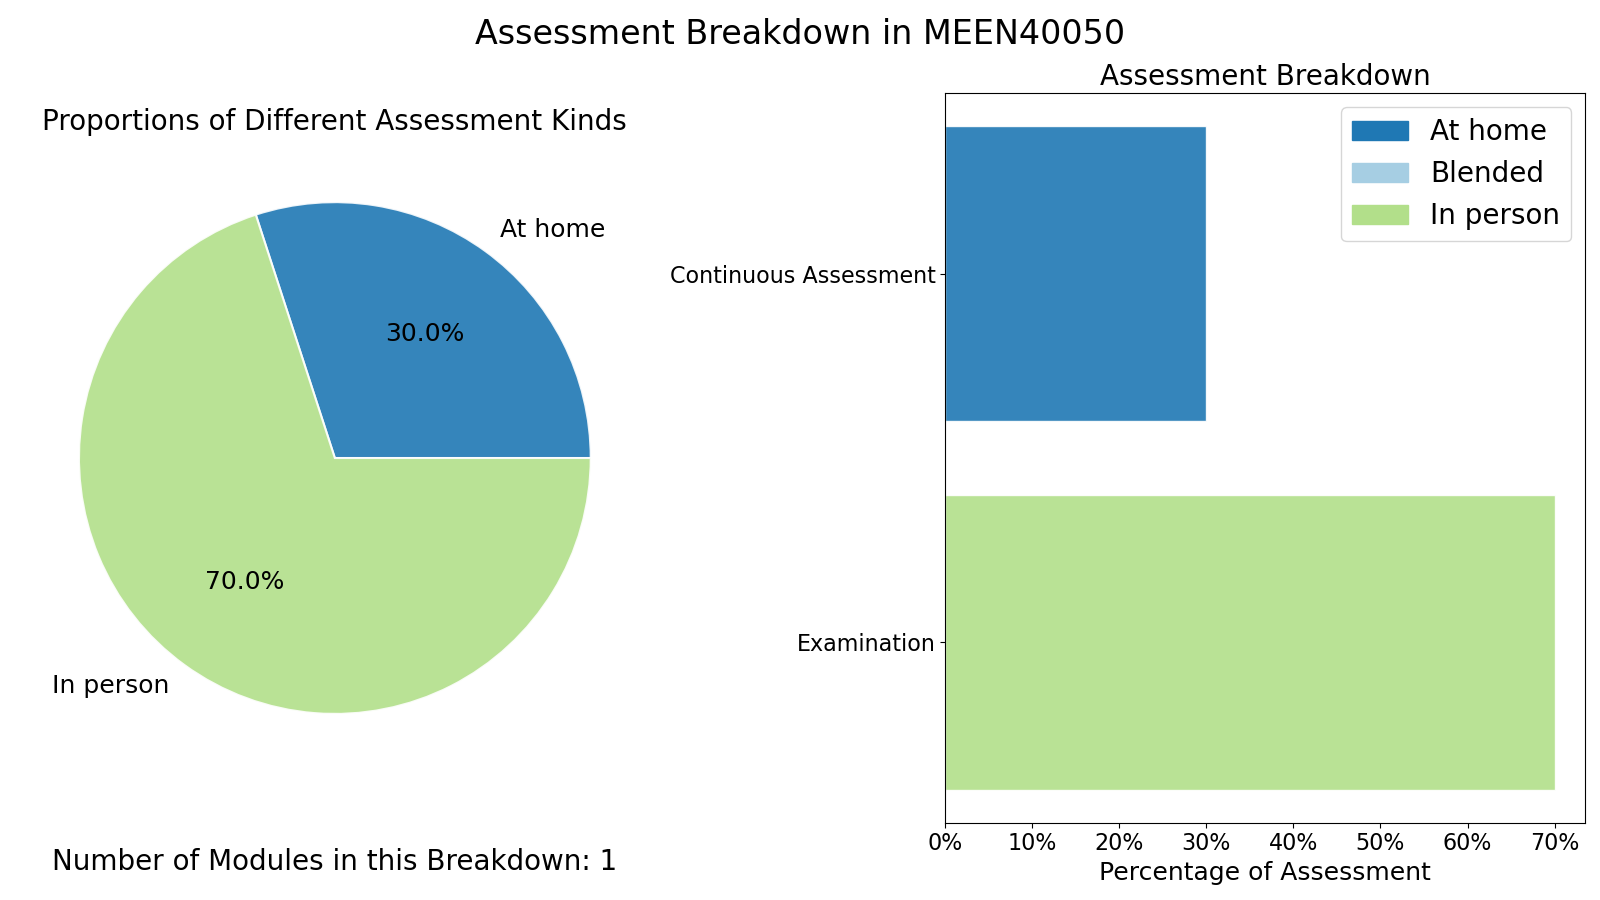 Assessment Breakdown in MEEN40050
Proportions of Different Assessment Kinds
At home
30.0%
70.0%
In person
Number of Modules in this Breakdown: 1
Assessment Breakdown
At home
Blended
In person
Continuous Assessment
Examination
0% 10% 20% 30% 40% 50% 60% 70%
Percentage of Assessment